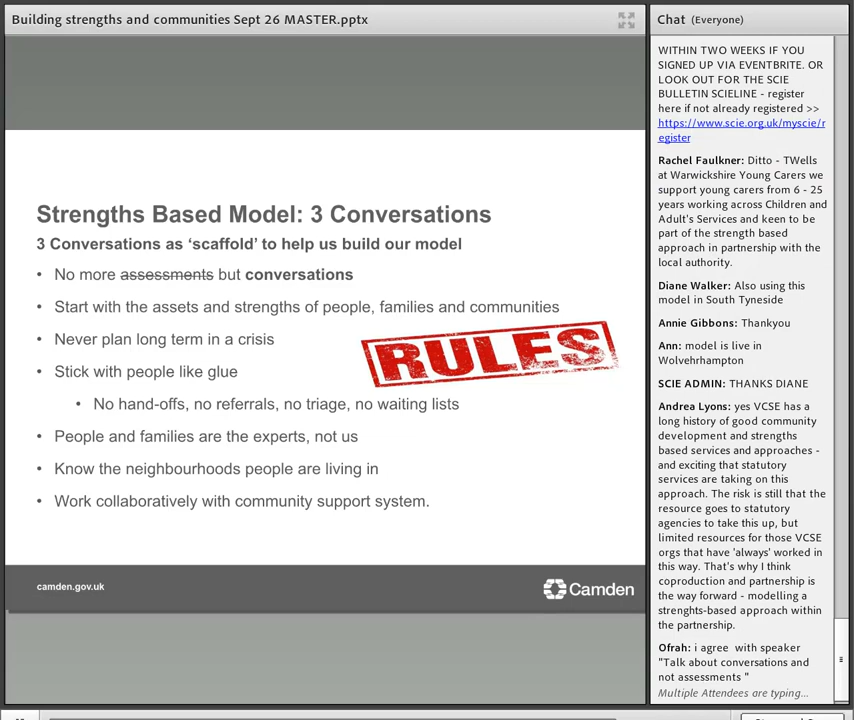 Building strengths and communities Sept 26 MASTER.pptx
Strengths Based Model: 3 Conversations
3 Conversations as ‘scaffold’ to help us build our model
• No more assessments but conversations
• Start with the assets and strengths of people, families and communities
• Never plan long term in a crisis
RULES
• Stick with people like glue
• No hand-offs, no referrals, no triage, no waiting lists
• People and families are the experts, not us
• Know the neighbourhoods people are living in
• Work collaboratively with community support system.
camden.gov.uk
Camden
Chat (Everyone)
WITHIN TWO WEEKS IF YOU
SIGNED UP VIA EVENTBRITE. OR
LOOK OUT FOR THE SCIE
BULLETIN SCIELINE - register
here if not already registered >>
https://www.scie.org.uk/myscie/r
egister
Rachel Faulkner: Ditto - TWells
at Warwickshire Young Carers we
support young carers from 6 - 25
years working across Children and
Adult's Services and keen to be
part of the strength based
approach in partnership with the
local authority.
Diane Walker: Also using this
model in South Tyneside
Annie Gibbons: Thankyou
Ann: model is live in
Wolvehrhampton
SCIE ADMIN: THANKS DIANE
Andrea Lyons: yes VCSE has a
long history of good community
development and strengths
based services and approaches -
and exciting that statutory
services are taking on this
approach. The risk is still that the
resource goes to statutory
agencies to take this up, but
limited resources for those VCSE
orgs that have 'always' worked in
this way. That's why I think
coproduction and partnership is
the way forward - modelling a
strenghts-based approach within
the partnership.
Ofrah: i agree with speaker
"Talk about conversations and
not assessments "
Multiple Attendees are typing...